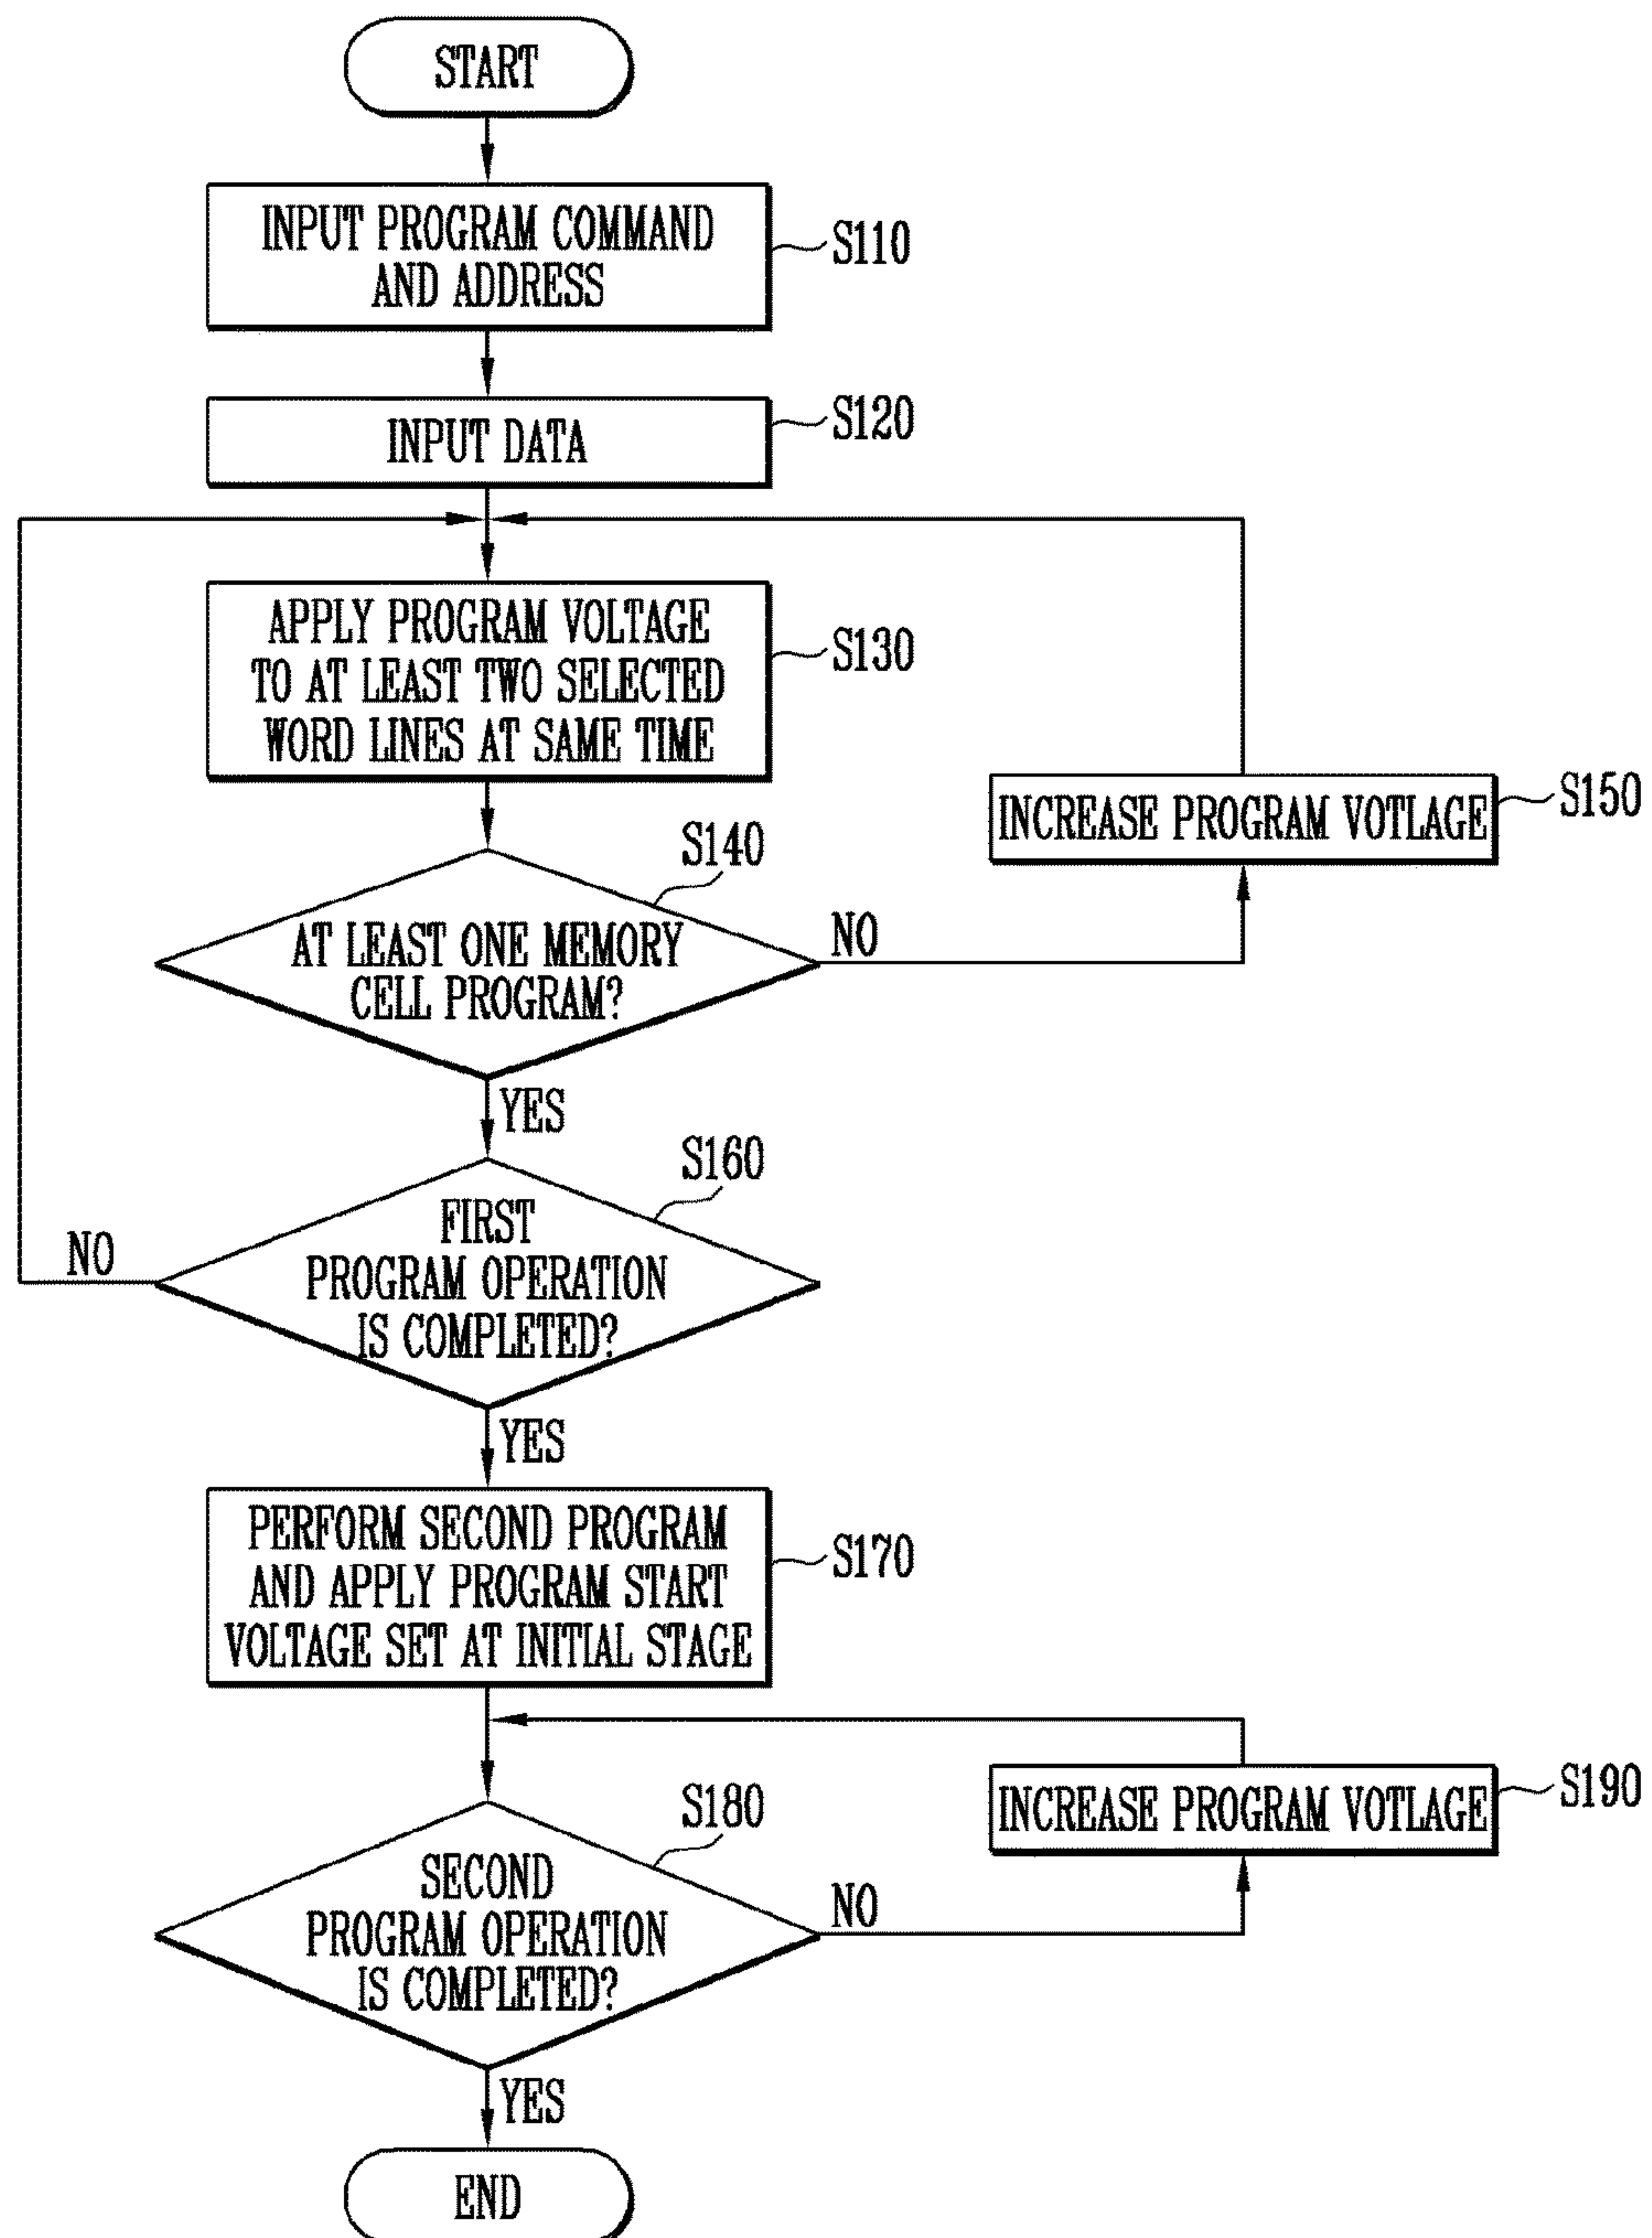 START
INPUT PROGRAM COMMAND
AND ADDRESS
S110
INPUT DATA
S120
APPLY PROGRAM VOLTAGE
TO AT LEAST TWO SELECTED
WORD LINES AT SAME TIME
S130
INCREASE PROGRAM VOTLAGE
S150
S140
AT LEAST ONE MEMORY
CELL PROGRAM?
NO
YES
S160
FIRST
PROGRAM OPERATION
IS COMPLETED?
NO
YES
PERFORM SECOND PROGRAM
AND APPLY PROGRAM START
VOLTAGE SET AT INITIAL STAGE
S170
INCREASE PROGRAM VOTLAGE
S190
S180
SECOND
PROGRAM OPERATION
IS COMPLETED?
NO
YES
END